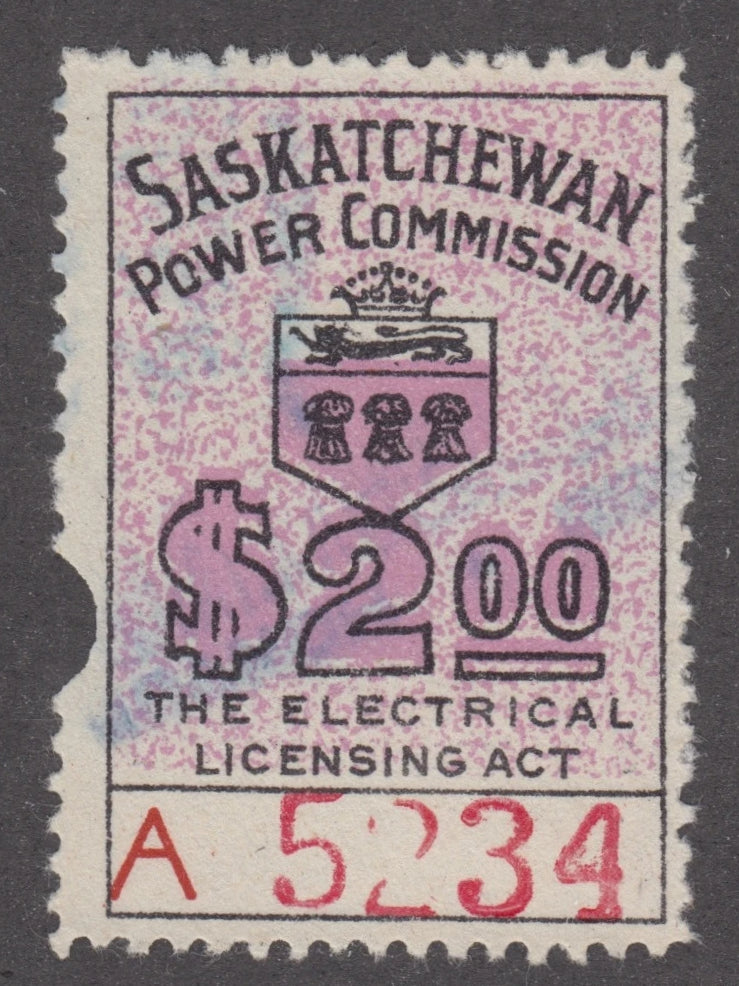 SASKATCHEWAN
POWER COMMISSION
$2.00
THE ELECTRICAL
LICENSING ACT
A 5234